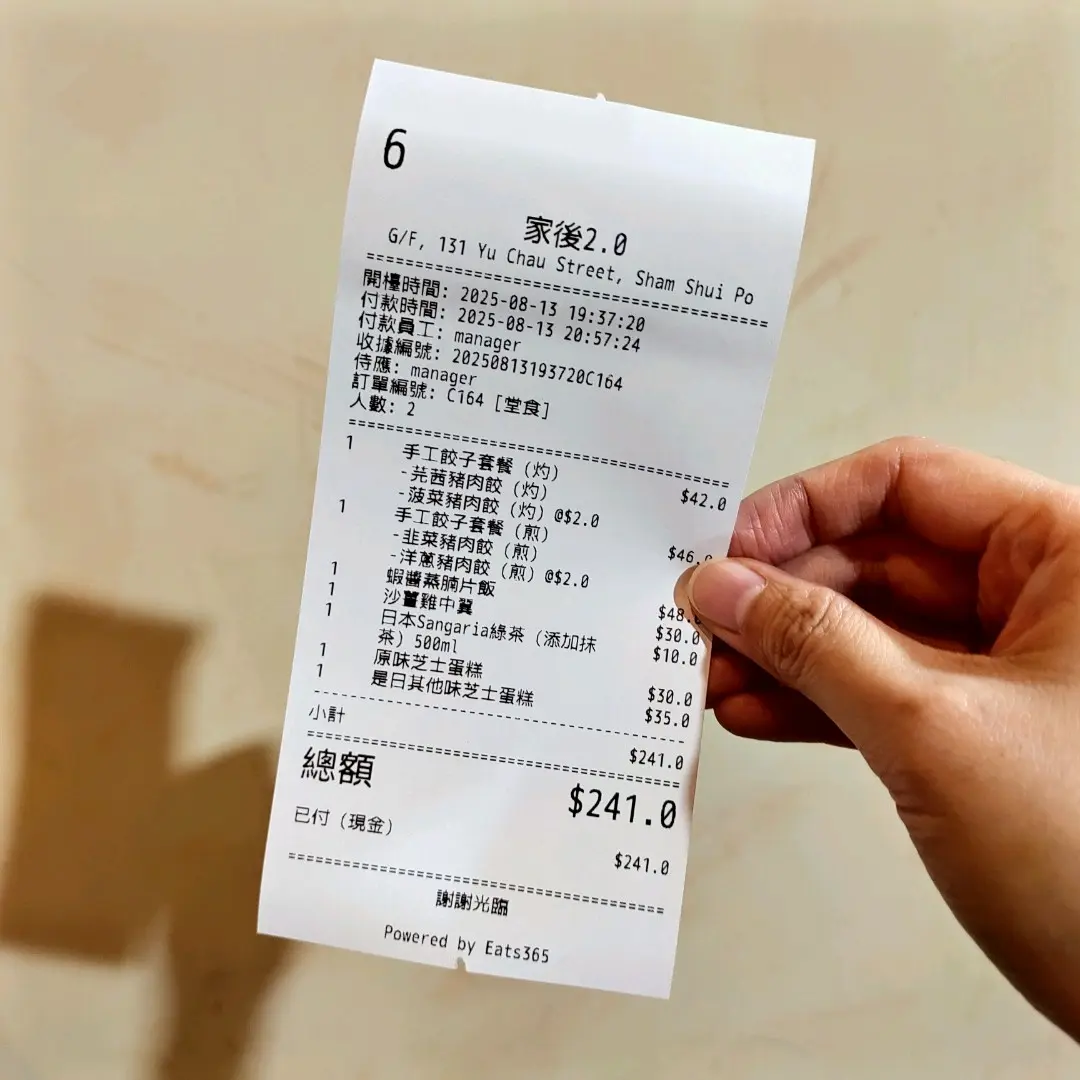 6
家後2.0
G/F, 131 Yu Chau Street, Sham Shui Po
開檯時間: 2025-08-13 19:37:20
付款時間: 2025-08-13 20:57:24
付款員工: manager
收據編號: 20250813193720C164
侍應: manager
訂單編號: C164 [堂食]
人數: 2
1 手工餃子套餐 (灼) $42.0
-芫茜豬肉餃 (灼)
-菠菜豬肉餃 (灼) @$2.0
1 手工餃子套餐 (煎) $46.0
-韭菜豬肉餃 (煎)
-洋蔥豬肉餃 (煎) @$2.0
1 蝦醬蒸腩片飯 $48.0
1 沙薑雞中翼 $30.0
1 日本Sangaria綠茶 (添加抹 $10.0
茶) 500ml
1 原味芝士蛋糕 $30.0
1 是日其他味芝士蛋糕 $35.0
小計 $241.0
總額 $241.0
已付 (現金) $241.0
謝謝光臨
Powered by Eats365